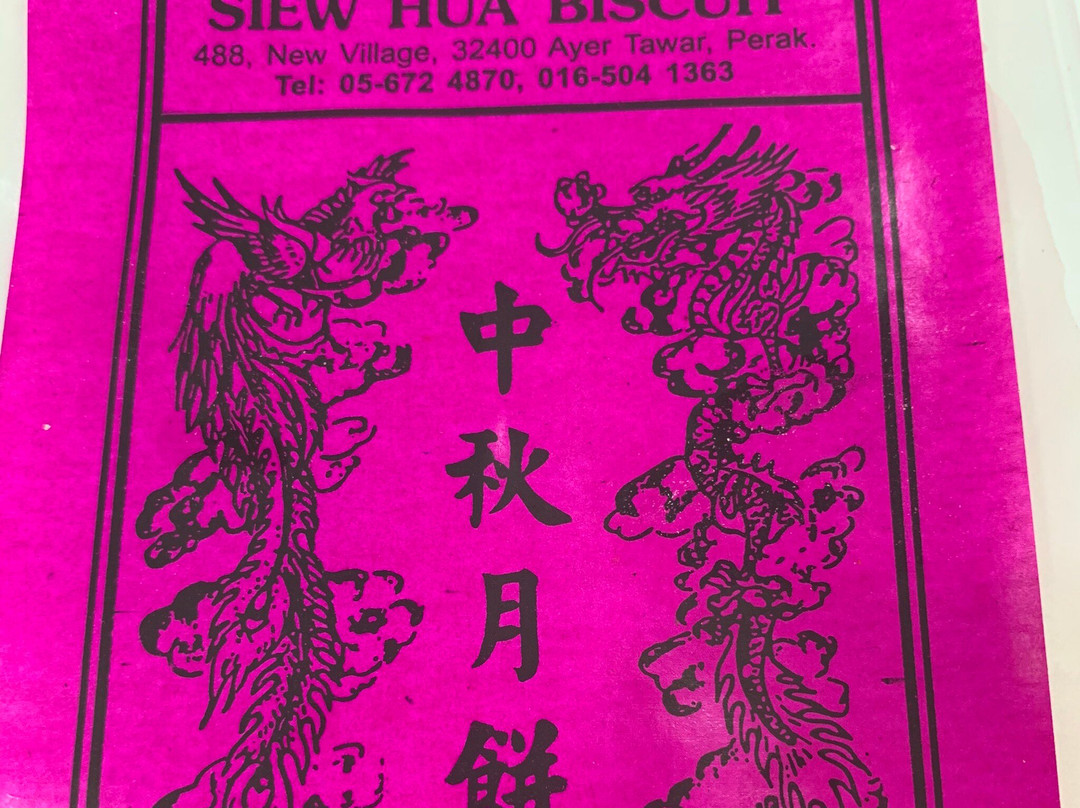 SIEW HUA BISCUIT
488, New Village, 32400 Ayer Tawar, Perak.
Tel: 05-672 4870, 016-504 1363
中秋月餅